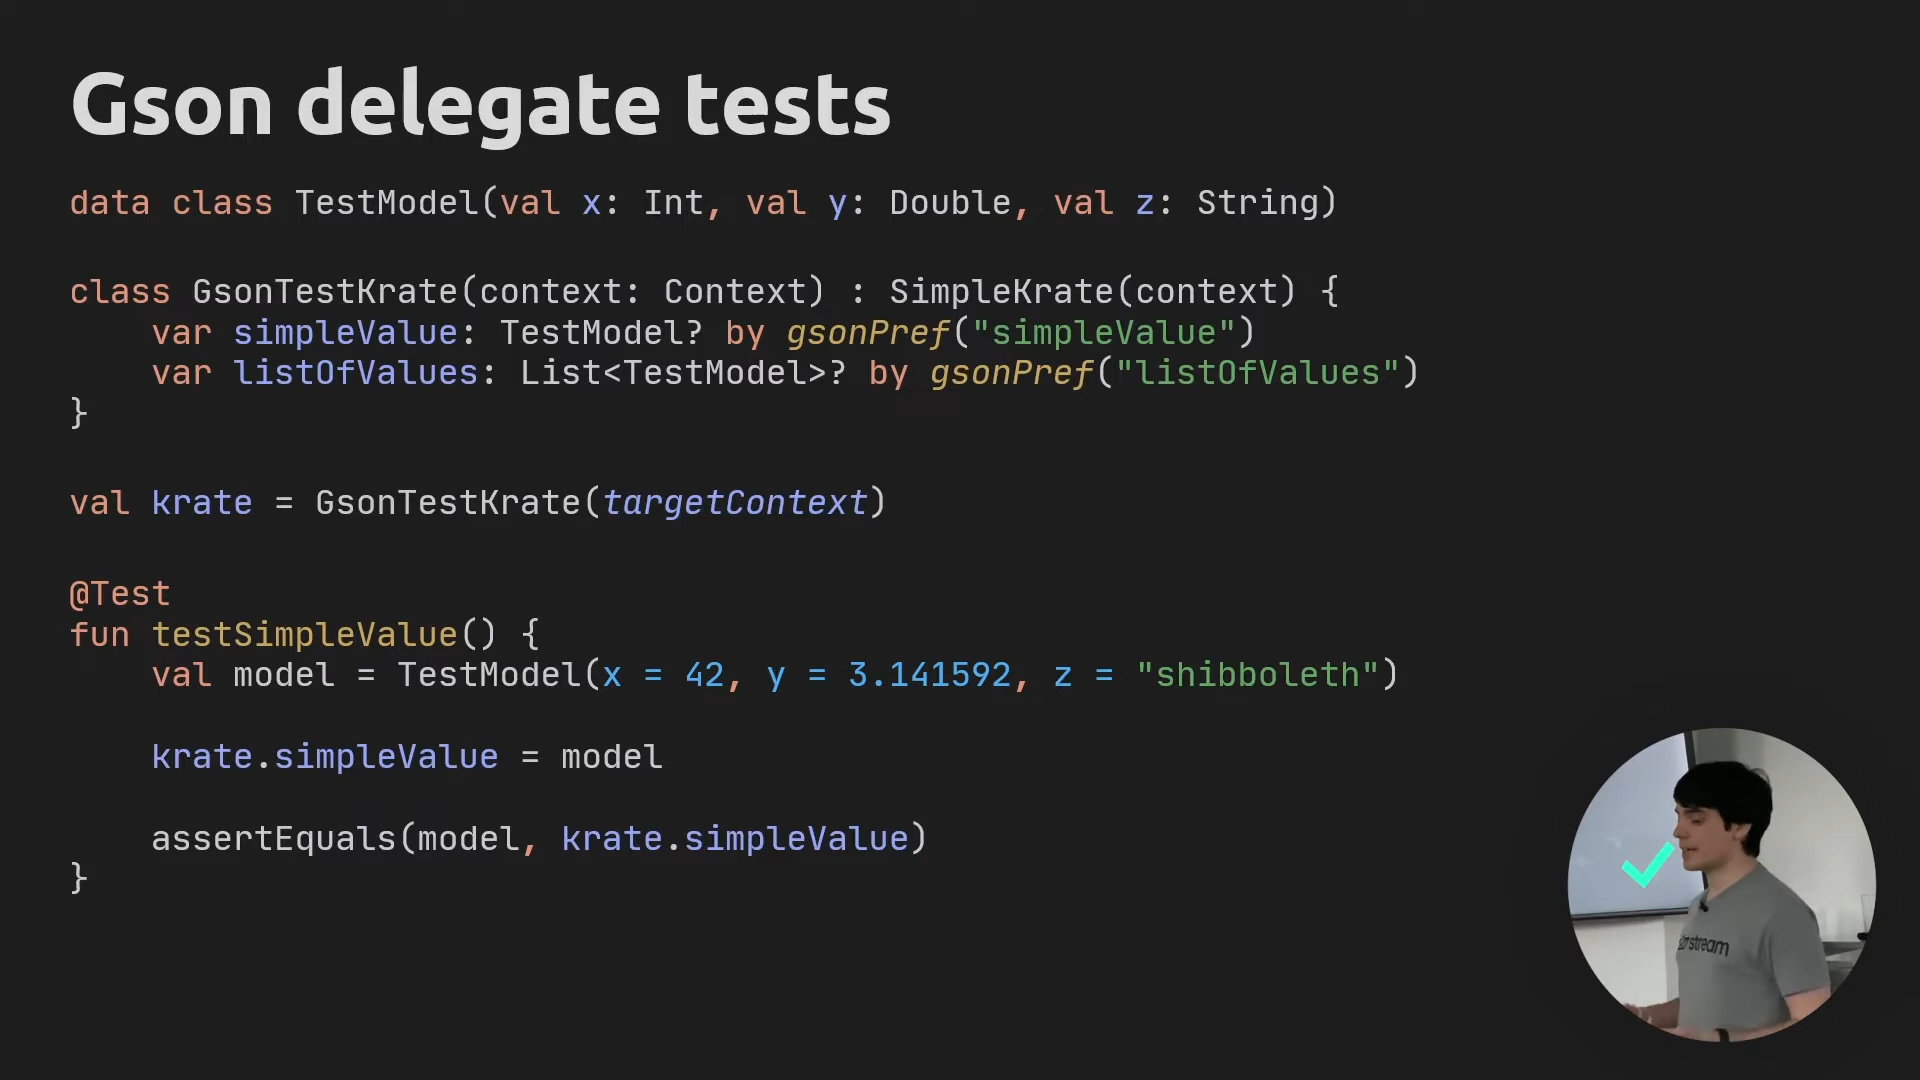 Gson delegate tests
data class TestModel(val x: Int, val y: Double, val z: String)
class GsonTestKrate(context: Context) : SimpleKrate(context) {
    var simpleValue: TestModel? by gsonPref("simpleValue")
    var listOfValues: List<TestModel>? by gsonPref("listOfValues")
}
val krate = GsonTestKrate(targetContext)
@Test
fun testSimpleValue() {
    val model = TestModel(x = 42, y = 3.141592, z = "shibboleth")
    krate.simpleValue = model
    assertEquals(model, krate.simpleValue)
}
stream